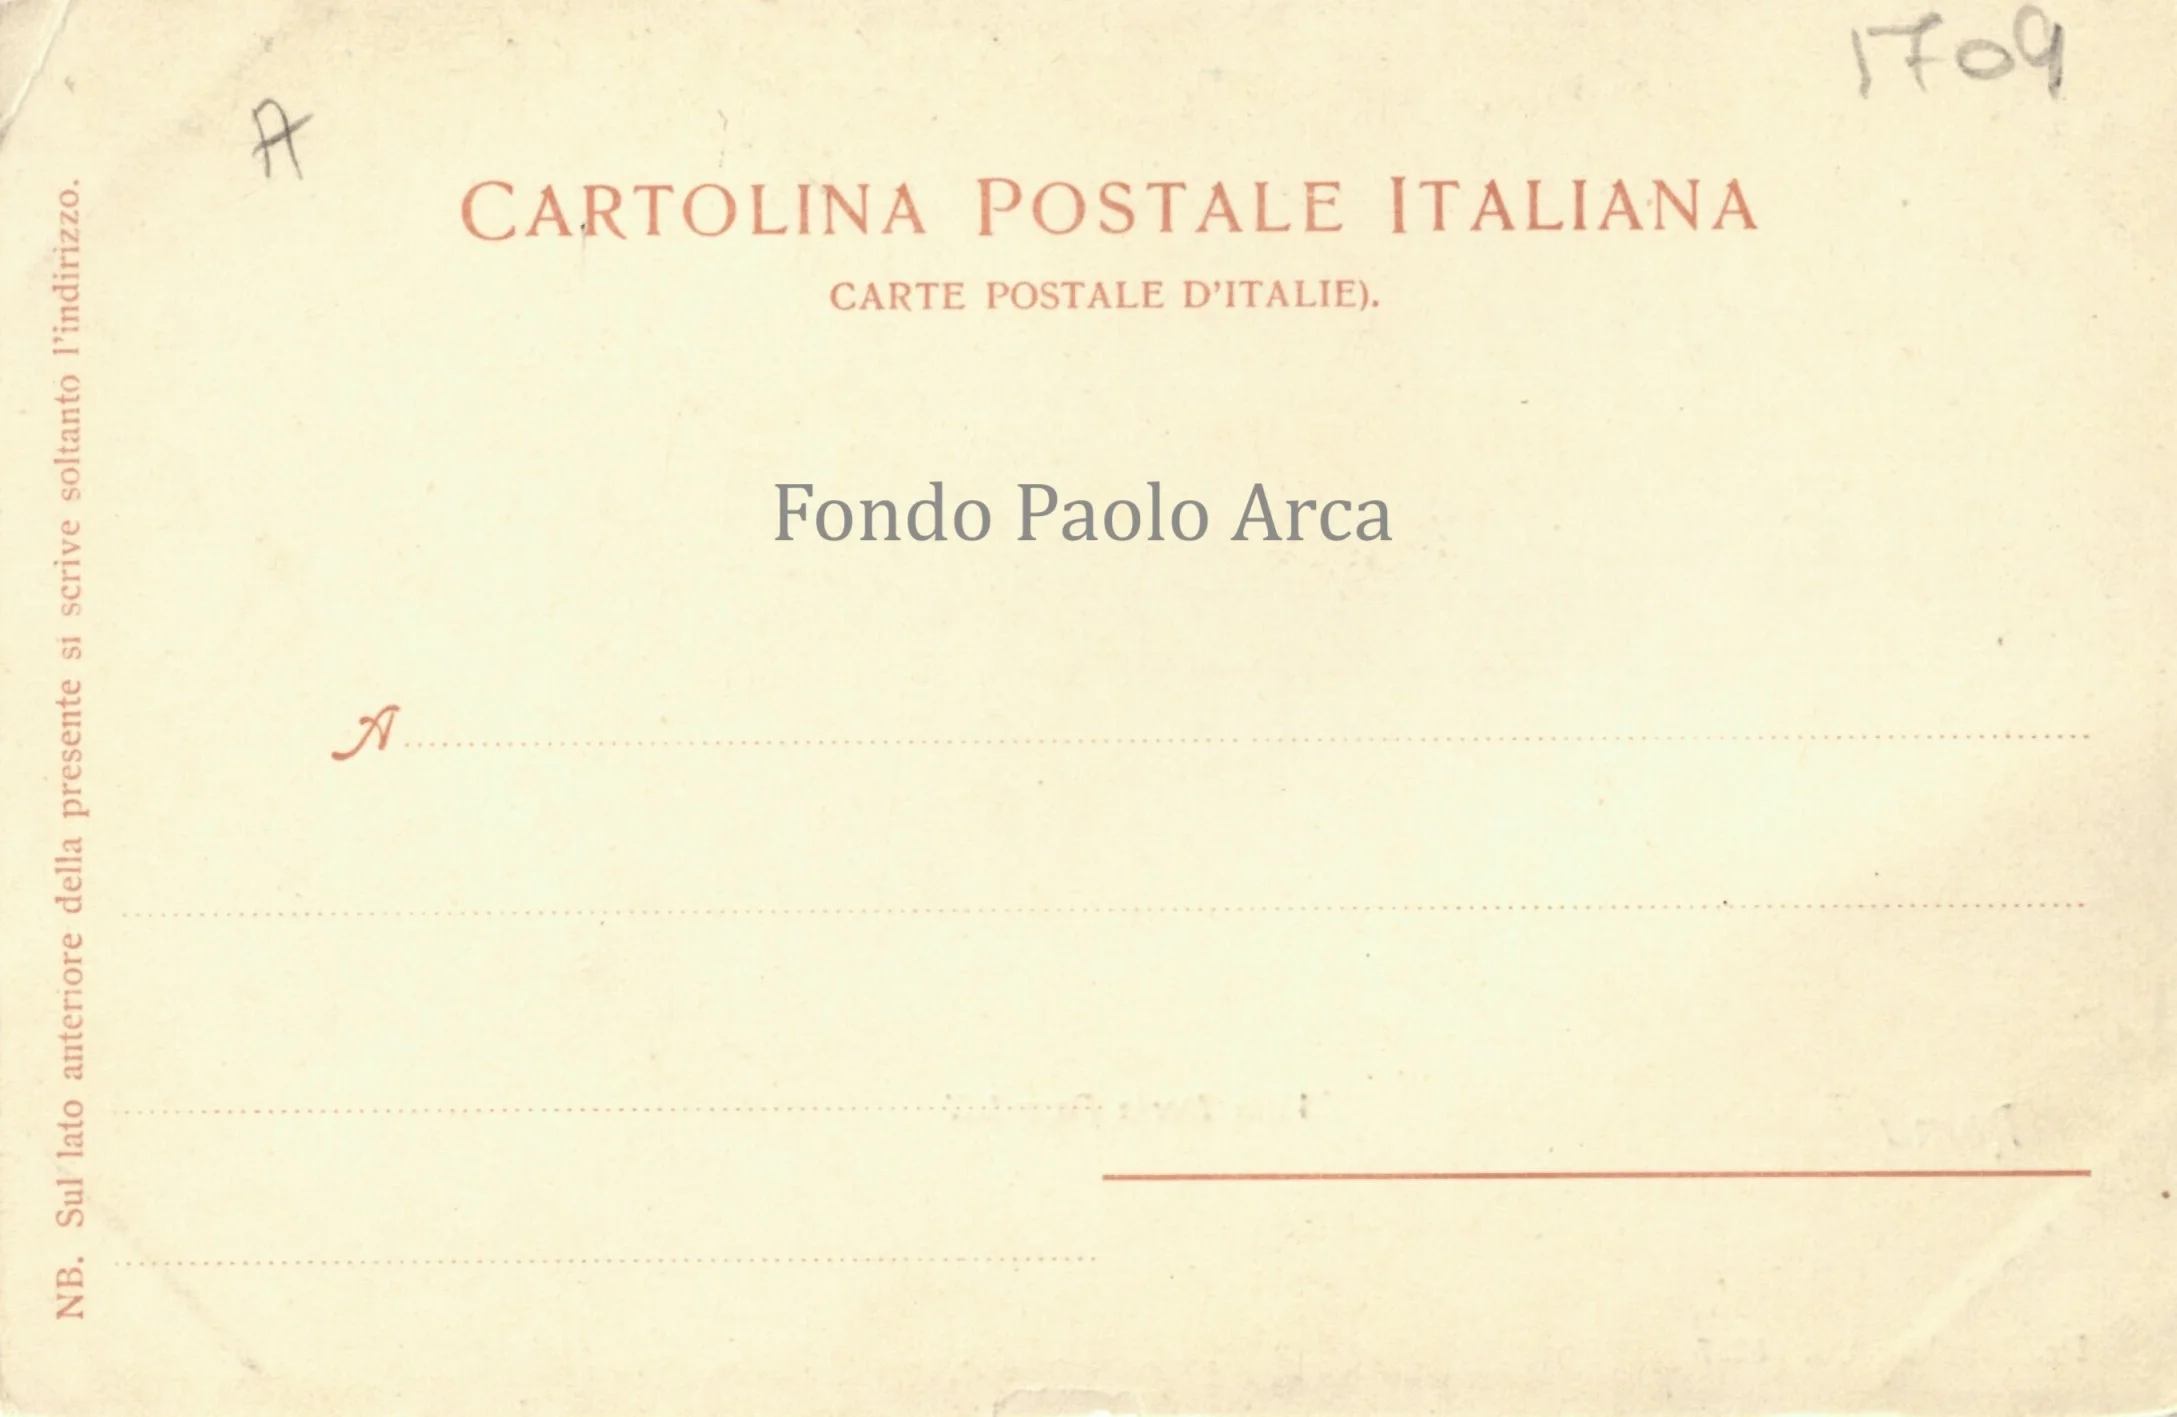 1709
A
CARTOLINA POSTALE ITALIANA
CARTE POSTALE D'ITALIE).
Fondo Paolo Arca
A
NB. Sul lato anteriore della presente si scrive soltanto l'indirizzo.